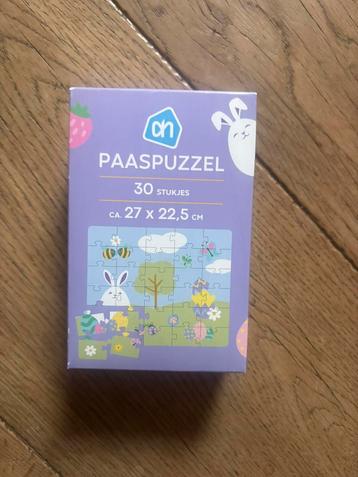 ah
PAASPUZZEL
30 STUKJES
CA. 27 x 22,5 CM